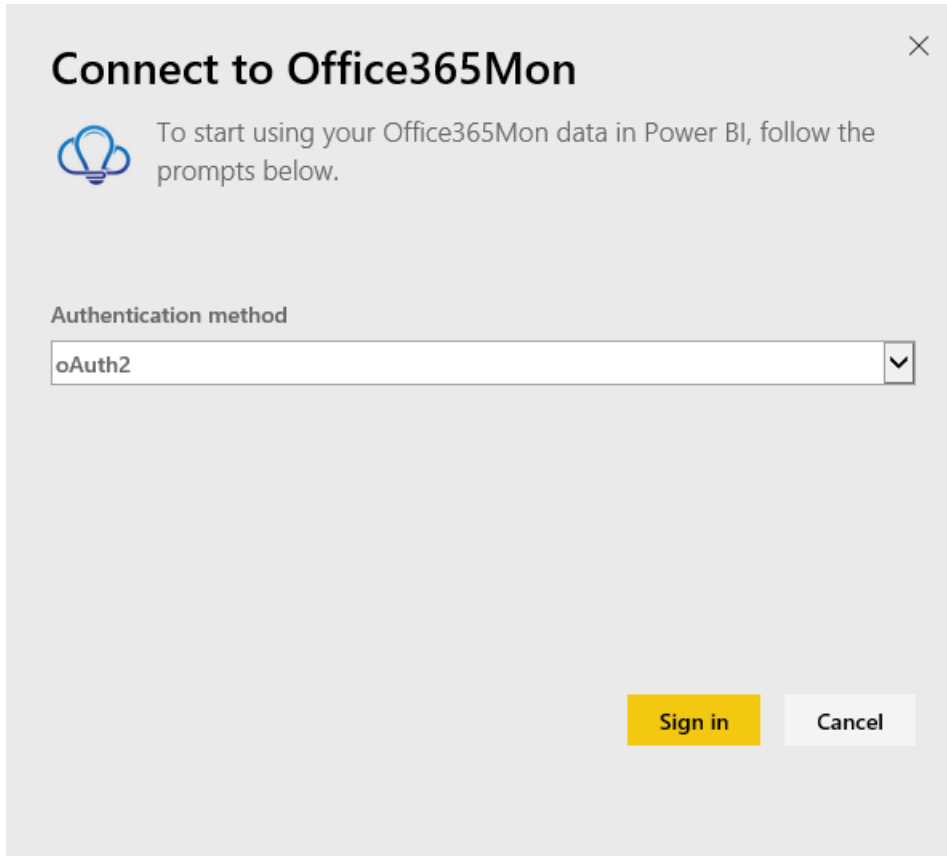 Connect to Office365Mon
To start using your Office365Mon data in Power BI, follow the
prompts below.
Authentication method
oAuth2
Sign in
Cancel